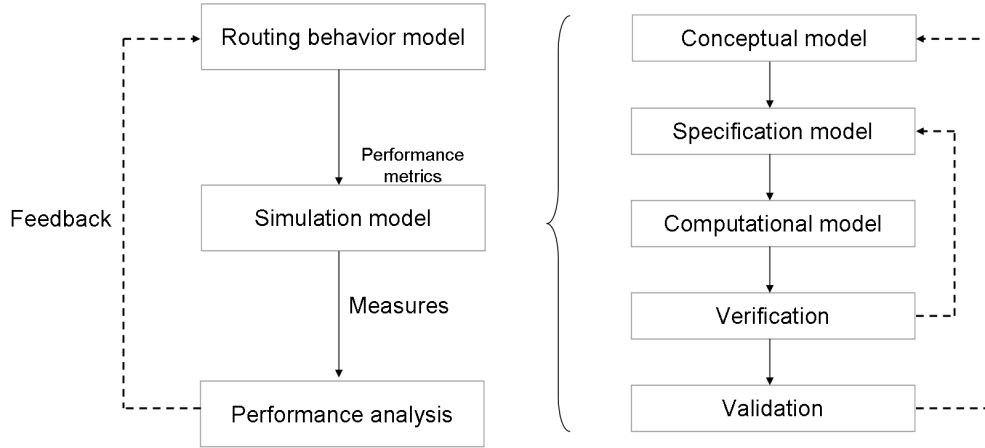 Routing behavior model
Performance
metrics
Simulation model
Feedback
Measures
Performance analysis
Conceptual model
Specification model
Computational model
Verification
Validation